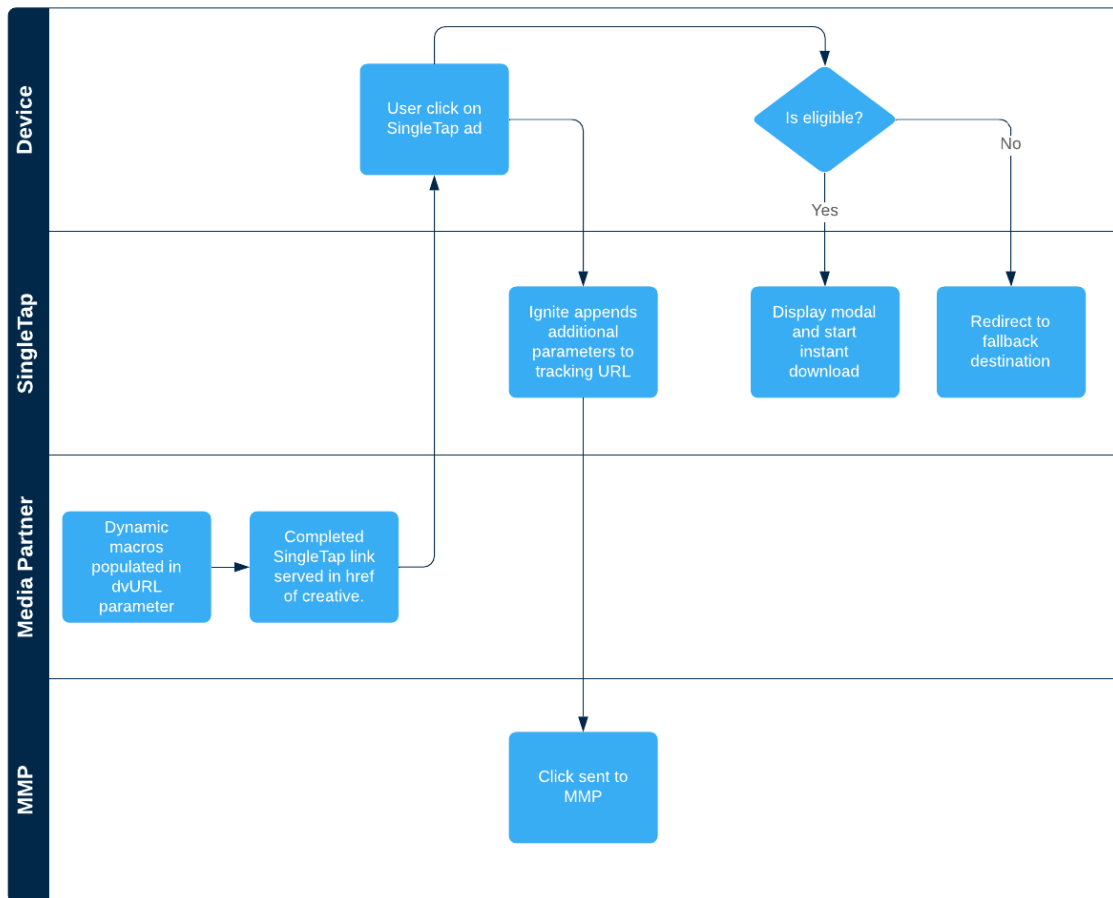 Device
User click on
SingleTap ad
Is eligible?
No
Yes
SingleTap
Ignite appends
additional
parameters to
tracking URL
Display modal
and start
instant
download
Redirect to
fallback
destination
Media Partner
Dynamic
macros
populated in
dvURL
parameter
Completed
SingleTap link
served in href
of creative.
MMP
Click sent to
MMP